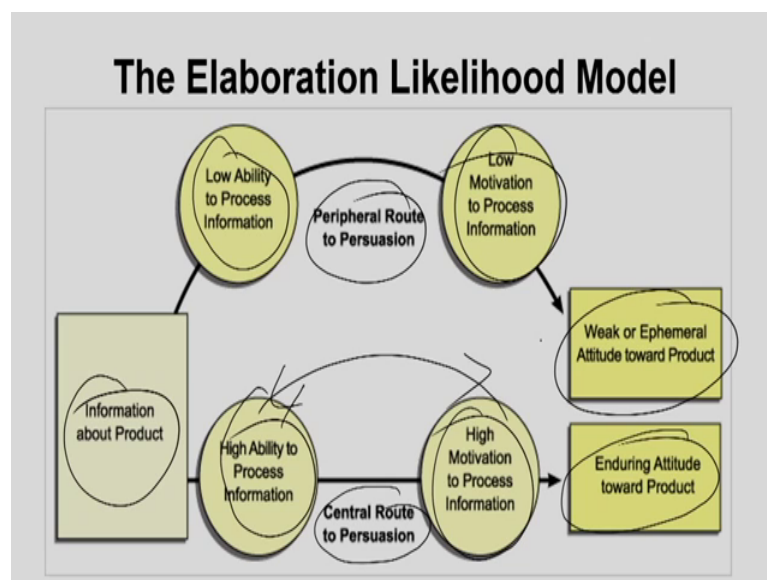 The Elaboration Likelihood Model
Low Ability
to Process
Information
Peripheral Route
to Persuasion
Low
Motivation
to Process
Information
Weak or Ephemeral
Attitude toward Product
Information
about Product
High Ability to
Process
Information
Central Route
to Persuasion
High
Motivation
to Process
Information
Enduring Attitude
toward Product